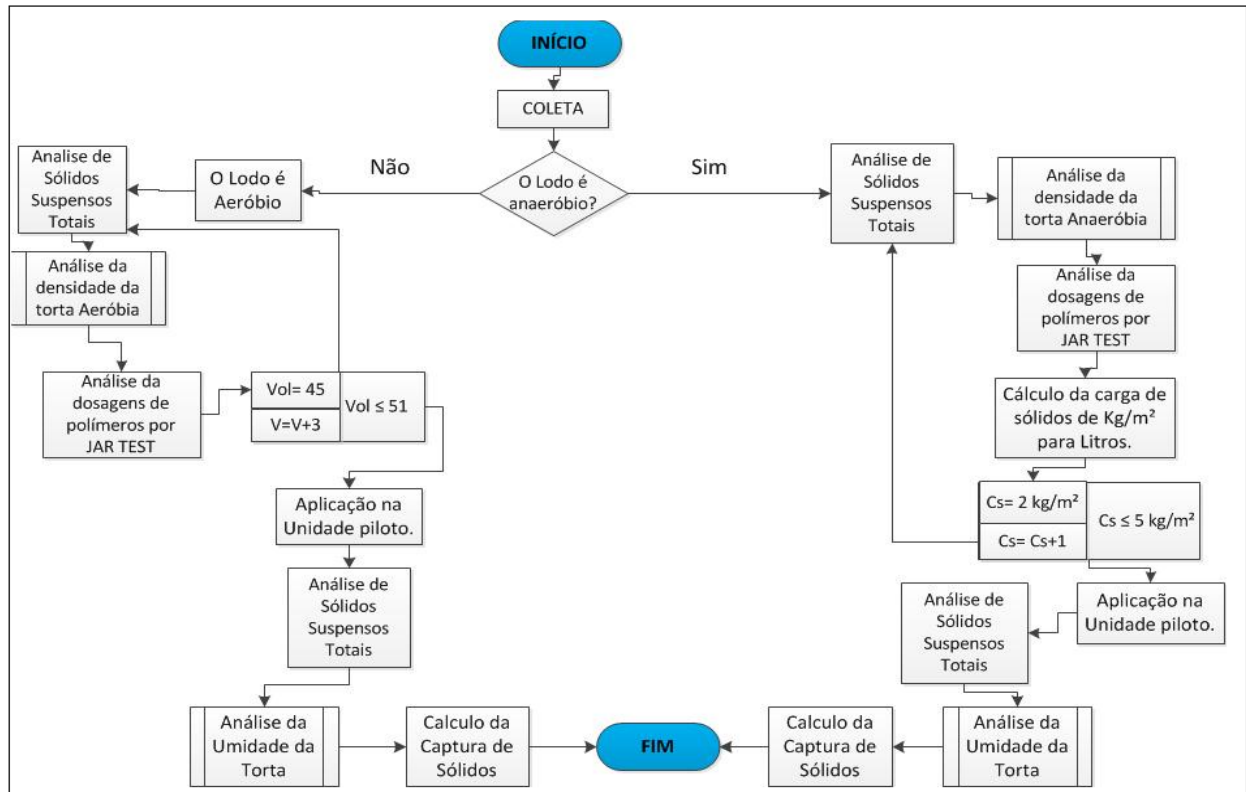 INÍCIO
COLETA
O Lodo é
anaeróbio?
Não
Sim
O Lodo é
Aeróbio
Analise de
Sólidos
Suspensos
Totais
Análise da
densidade da
torta Aeróbia
Análise da
dosagens de
polímeros por
JAR TEST
Vol= 45
V=V+3
Vol ≤ 51
Aplicação na
Unidade piloto.
Análise de
Sólidos
Suspensos
Totais
Análise da
Umidade da
Torta
Calculo da
Captura de
Sólidos
FIM
Análise de
Sólidos
Suspensos
Totais
Análise da
densidade da
torta Anaeróbia
Análise da
dosagens de
polímeros por
JAR TEST
Cálculo da carga de
sólidos de Kg/m²
para Litros.
Cs= 2 kg/m²
Cs= Cs+1
Cs ≤ 5 kg/m²
Aplicação na
Unidade piloto.
Análise de
Sólidos
Suspensos
Totais
Análise da
Umidade da
Torta
Calculo da
Captura de
Sólidos